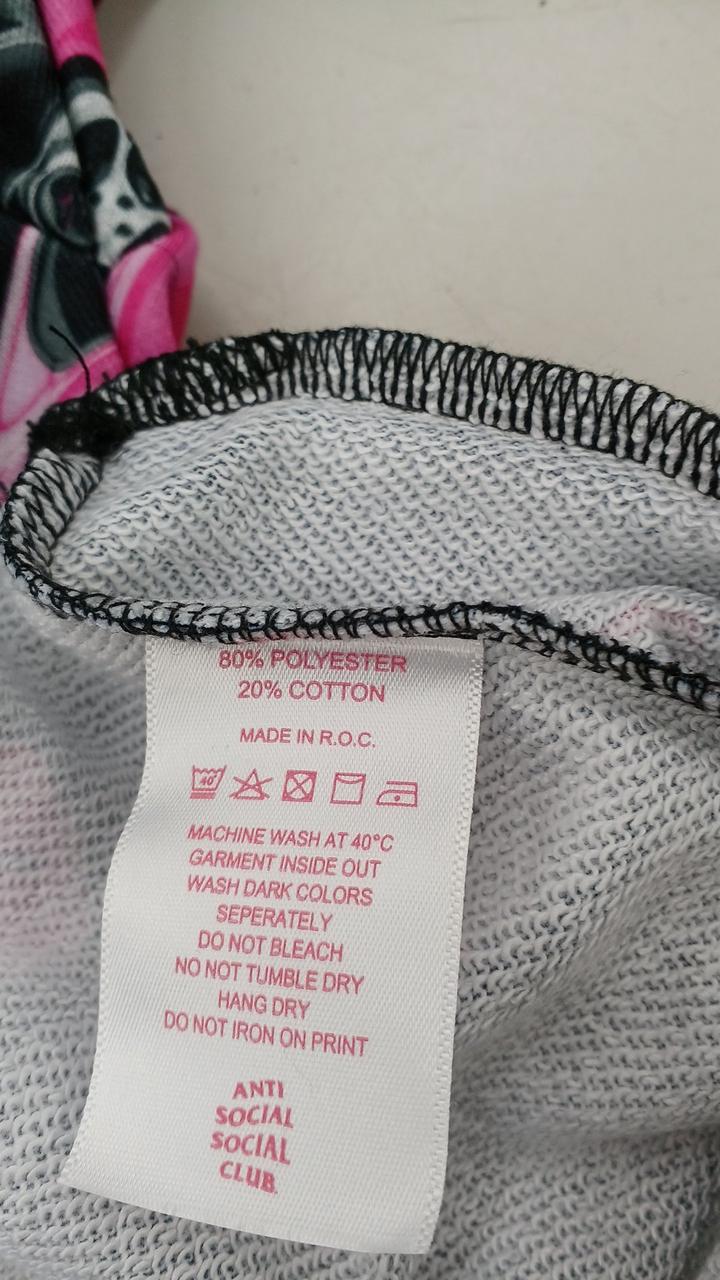 80% POLYESTER
20% COTTON
MADE IN R.O.C.
40°
MACHINE WASH AT 40°C
GARMENT INSIDE OUT
WASH DARK COLORS
SEPERATELY
DO NOT BLEACH
NO NOT TUMBLE DRY
HANG DRY
DO NOT IRON ON PRINT
ANTI
SOCIAL
SOCIAL
CLUB.